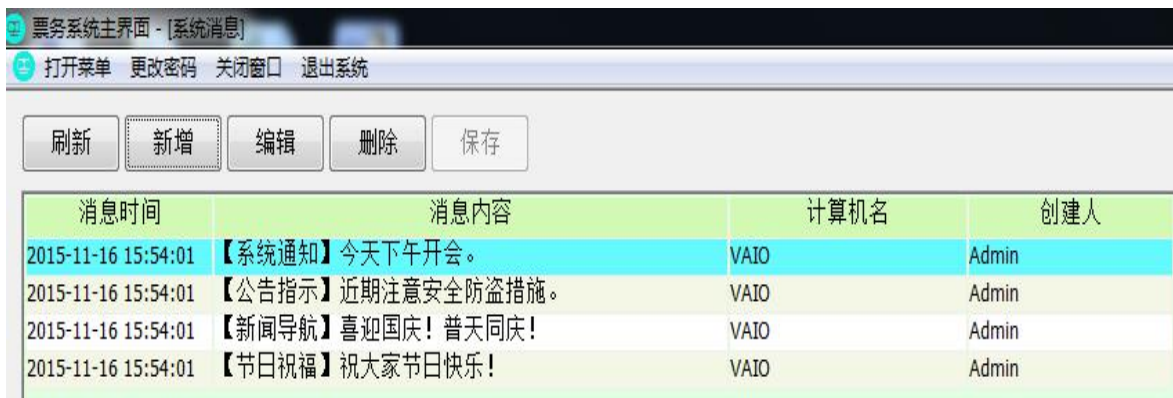 票务系统主界面 - [系统消息]
打开菜单 更改密码 关闭窗口 退出系统
刷新 新增 编辑 删除 保存
消息时间 消息内容 计算机名 创建人
2015-11-16 15:54:01 【系统通知】今天下午开会。 VAIO Admin
2015-11-16 15:54:01 【公告指示】近期注意安全防盗措施。 VAIO Admin
2015-11-16 15:54:01 【新闻导航】喜迎国庆！普天同庆！ VAIO Admin
2015-11-16 15:54:01 【节日祝福】祝大家节日快乐！ VAIO Admin